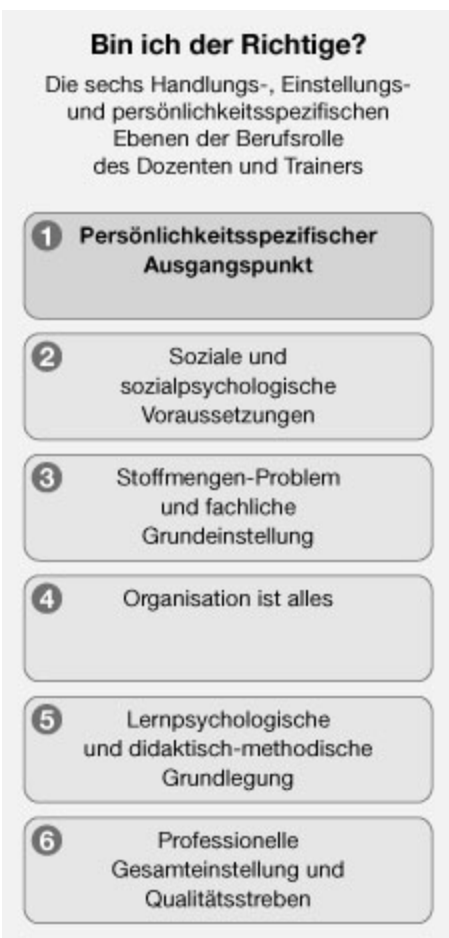 Bin ich der Richtige?
Die sechs Handlungs-, Einstellungs-
und persönlichkeitsspezifischen
Ebenen der Berufsrolle
des Dozenten und Trainers
1 Persönlichkeitsspezifischer
Ausgangspunkt
2 Soziale und
sozialpsychologische
Voraussetzungen
3 Stoffmengen-Problem
und fachliche
Grundeinstellung
4 Organisation ist alles
5 Lernpsychologische
und didaktisch-methodische
Grundlegung
6 Professionelle
Gesamteinstellung und
Qualitätsstreben